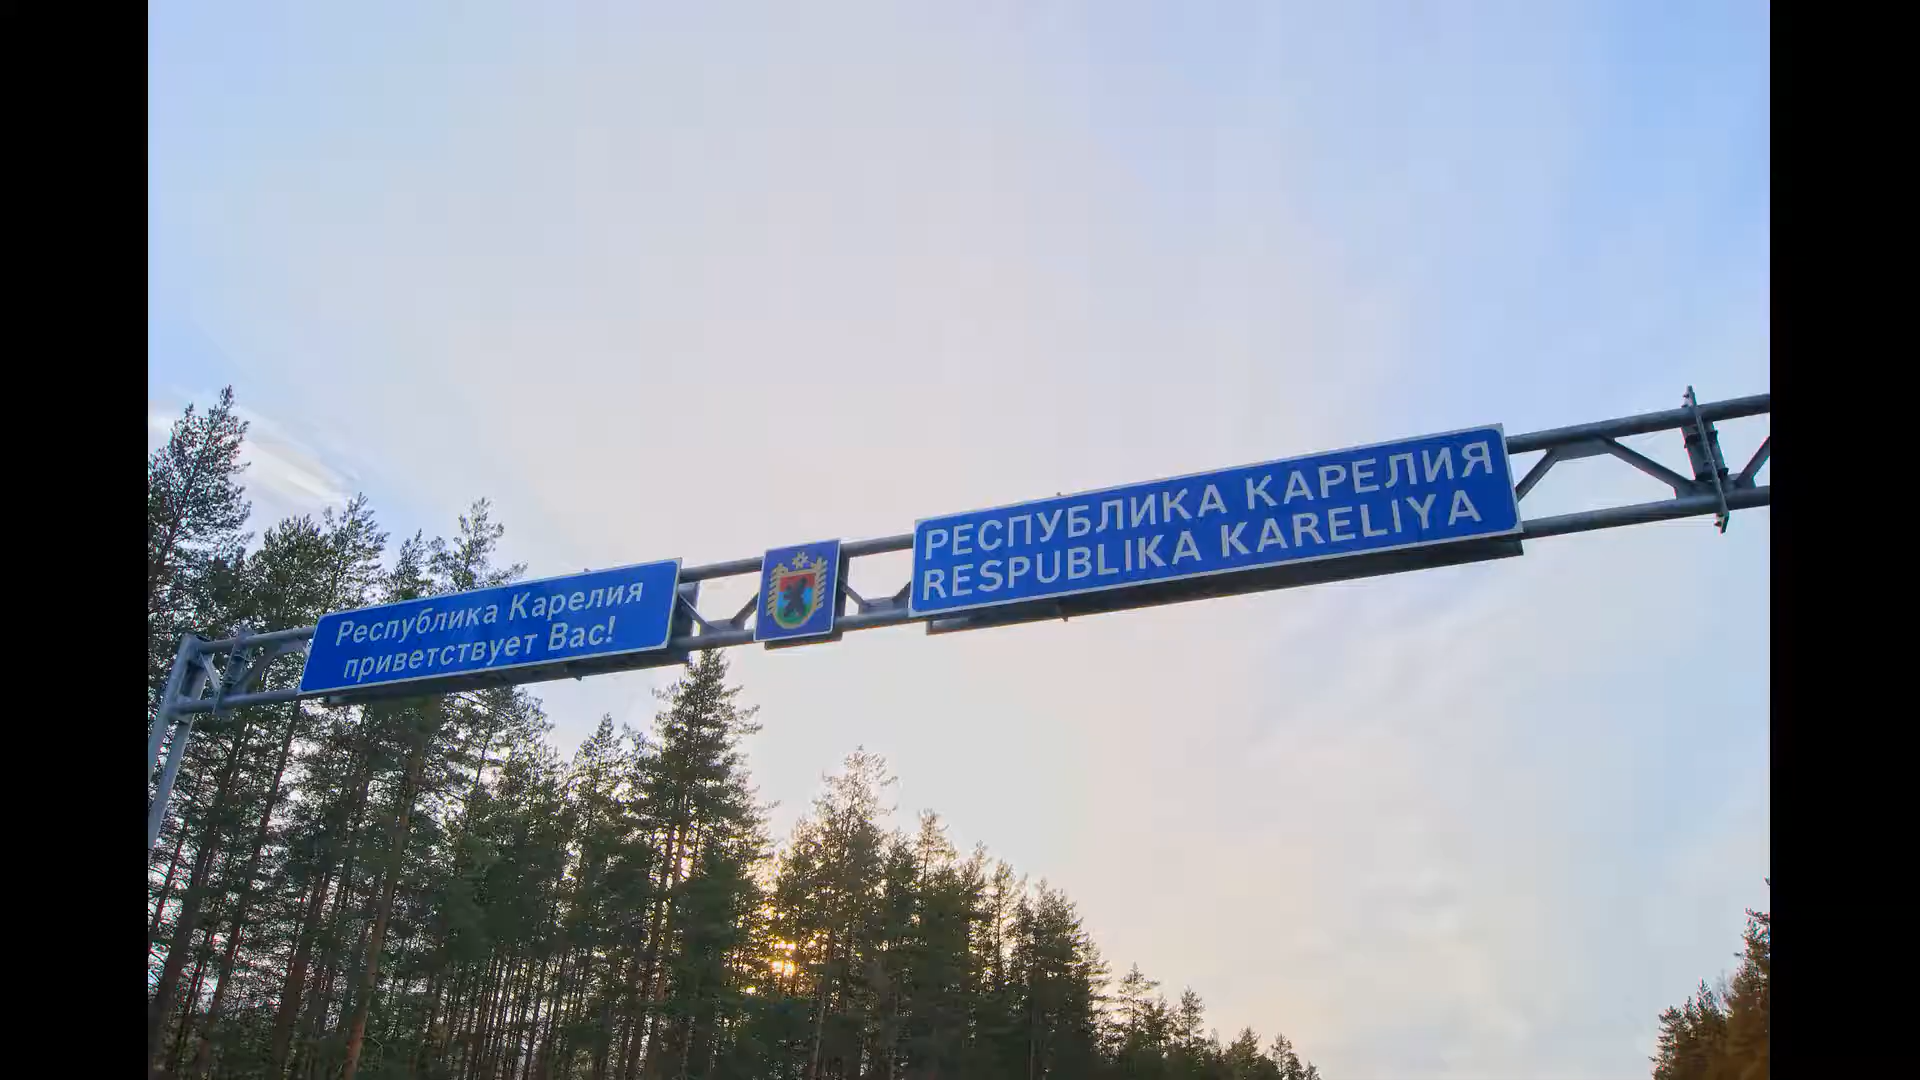 Республика Карелия
приветствует Вас!
РЕСПУБЛИКА КАРЕЛИЯ
RESPUBLIKA KARELIYA